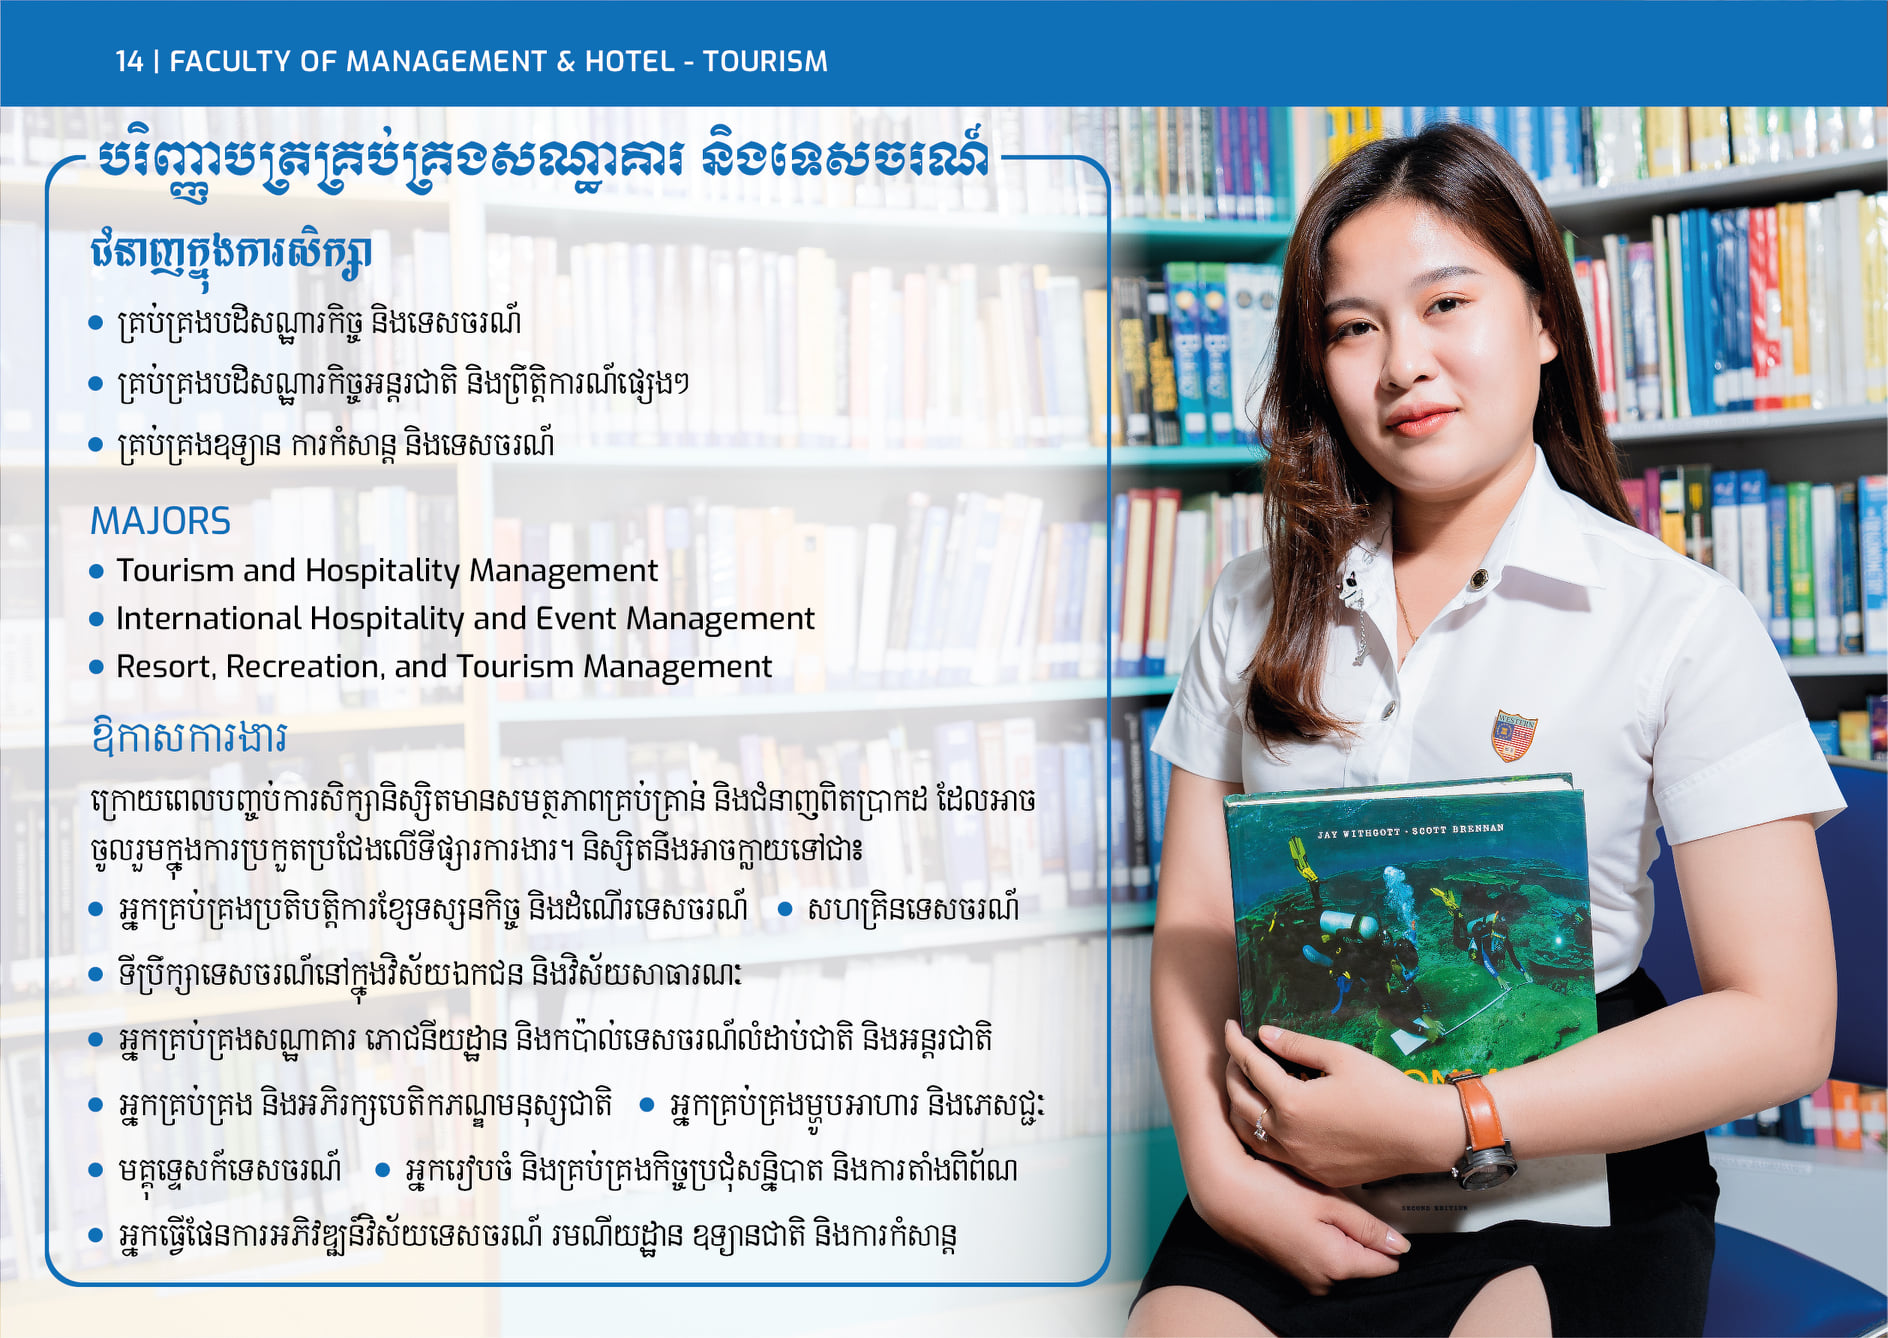 14 | FACULTY OF MANAGEMENT & HOTEL - TOURISM
បរិញ្ញាបត្រគ្រប់គ្រងសណ្ឋាគារ និងទេសចរណ៍
ជំនាញក្នុងការសិក្សា
• គ្រប់គ្រងបដិសណ្ឋារកិច្ច និងទេសចរណ៍
• គ្រប់គ្រងបដិសណ្ឋារកិច្ចអន្តរជាតិ និងព្រឹត្តិការណ៍ផ្សេងៗ
• គ្រប់គ្រងឧទ្យាន ការកំសាន្ត និងទេសចរណ៍
MAJORS
• Tourism and Hospitality Management
• International Hospitality and Event Management
• Resort, Recreation, and Tourism Management
ឱកាសការងារ
ក្រោយពេលបញ្ចប់ការសិក្សានិស្សិតមានសមត្ថភាពគ្រប់គ្រាន់ និងជំនាញពិតប្រាកដ ដែលអាច
ចូលរួមក្នុងការប្រកួតប្រជែងលើទីផ្សារការងារ។ និស្សិតនឹងអាចក្លាយទៅជា៖
• អ្នកគ្រប់គ្រងប្រតិបត្តិការខ្សែទស្សនកិច្ច និងដំណើរទេសចរណ៍ • សហគ្រិនទេសចរណ៍
• ទីប្រឹក្សាទេសចរណ៍នៅក្នុងវិស័យឯកជន និងវិស័យសាធារណៈ
• អ្នកគ្រប់គ្រងសណ្ឋាគារ ភោជនីយដ្ឋាន និងកប៉ាល់ទេសចរណ៍លំដាប់ជាតិ និងអន្តរជាតិ
• អ្នកគ្រប់គ្រង និងអភិរក្សបេតិកភណ្ឌមនុស្សជាតិ • អ្នកគ្រប់គ្រងម្ហូបអាហារ និងភេសជ្ជៈ
• មគ្គុទ្ទេសក៍ទេសចរណ៍ • អ្នករៀបចំ និងគ្រប់គ្រងកិច្ចប្រជុំសន្និបាត និងការតាំងពិព័ណ
• អ្នកធ្វើផែនការអភិវឌ្ឍន៍វិស័យទេសចរណ៍ រមណីយដ្ឋាន ឧទ្យានជាតិ និងការកំសាន្ត
WESTERN
JAY WITHGOTT · SCOTT BRENNAN
SECOND EDITION